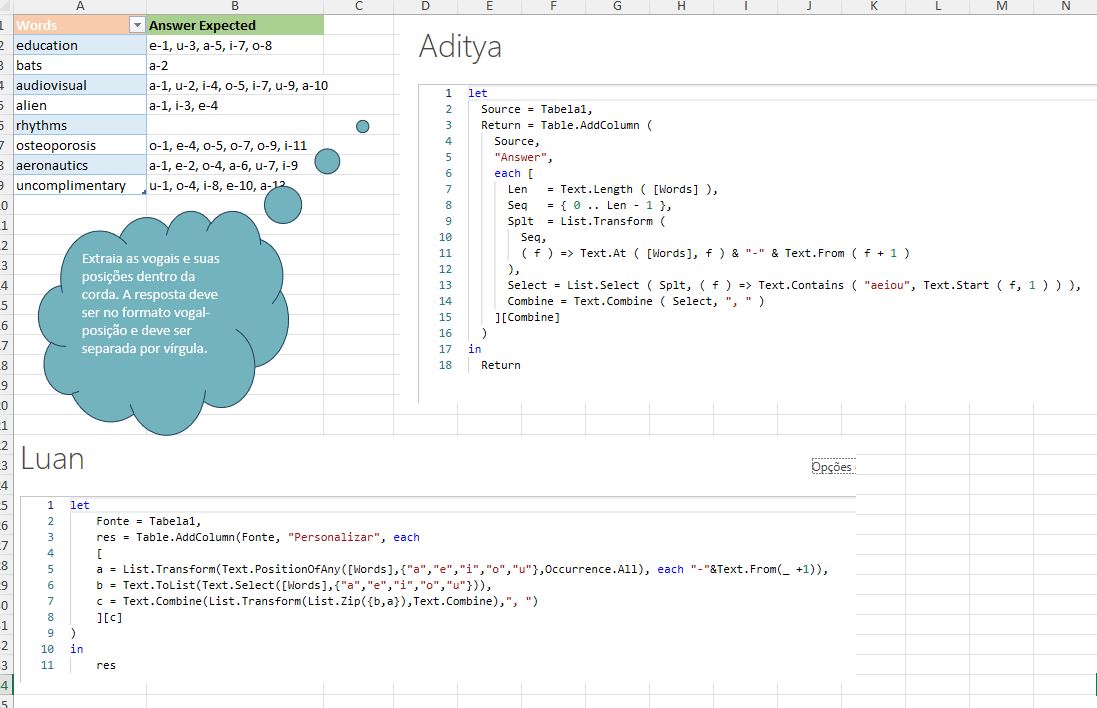 A B C D E F G H I J K L M N
1 Words Answer Expected
2 education e-1, u-3, a-5, i-7, o-8
3 bats a-2
4 audiovisual a-1, u-2, i-4, o-5, i-7, u-9, a-10
5 alien a-1, i-3, e-4
rhythms
7 osteoporosis o-1, e-4, o-5, o-7, o-9, i-11
aeronautics a-1, e-2, o-4, a-6, u-7, i-9
uncomplimentary u-1, o-4, i-8, e-10, a-13
Extraia as vogais e suas
posições dentro da
corda. A resposta deve
ser no formato vogal-
posição e deve ser
separada por vírgula.
Aditya
1 let
2 Source = Tabela1,
3 Return = Table.AddColumn (
4 Source,
5 "Answer",
6 each [
7 Len = Text.Length ( [Words] ),
8 Seq = { 0 .. Len - 1 },
9 Splt = List.Transform (
10 Seq,
11 ( f ) => Text.At ( [Words], f ) & "-" & Text.From ( f + 1 )
12 ),
13 Select = List.Select ( Splt, ( f ) => Text.Contains ( "aeiou", Text.Start ( f, 1 ) ) ),
14 Combine = Text.Combine ( Select, ", " )
15 ][Combine]
16 )
17 in
18 Return
Luan
Opções
1 let
2 Fonte = Tabela1,
3 res = Table.AddColumn(Fonte, "Personalizar", each
4 [
5 a = List.Transform(Text.PositionOfAny([Words],{"a","e","i","o","u"},Occurrence.All), each "-"&Text.From(_ +1)),
6 b = Text.ToList(Text.Select([Words],{"a","e","i","o","u"})),
7 c = Text.Combine(List.Transform(List.Zip({b,a}),Text.Combine),", ")
8 ][c]
9 )
10 in
11 res